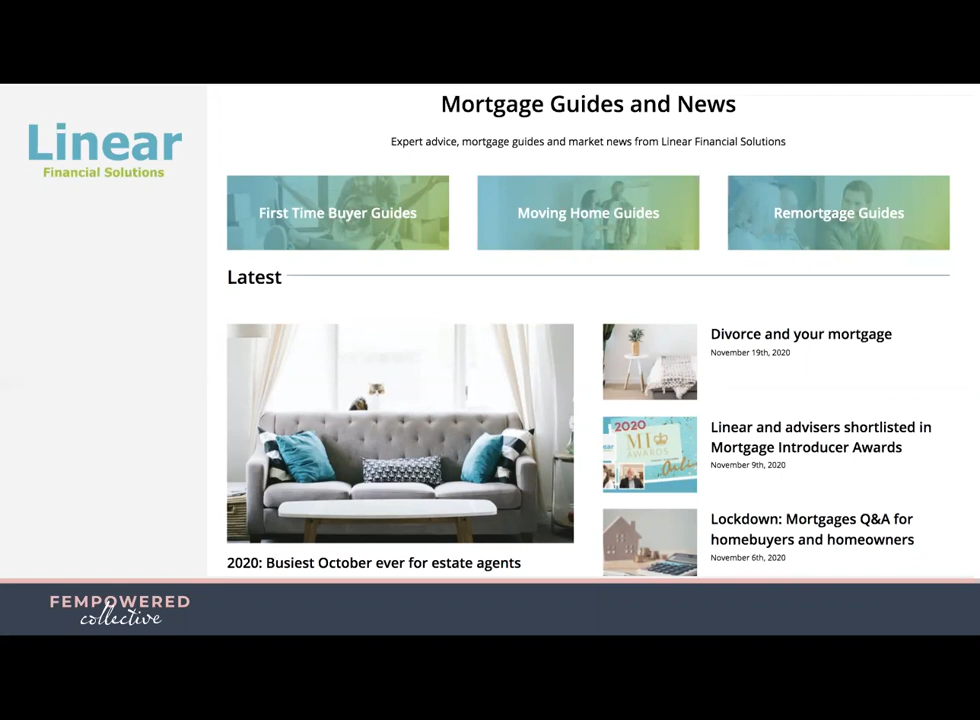 Linear
Financial Solutions
Mortgage Guides and News
Expert advice, mortgage guides and market news from Linear Financial Solutions
First Time Buyer Guides
Moving Home Guides
Remortgage Guides
Latest
2020: Busiest October ever for estate agents
Divorce and your mortgage
November 19th, 2020
2020
MI
AWARDS
Linear and advisers shortlisted in
Mortgage Introducer Awards
November 9th, 2020
Lockdown: Mortgages Q&A for
homebuyers and homeowners
November 6th, 2020
FEMPOWERED
collective